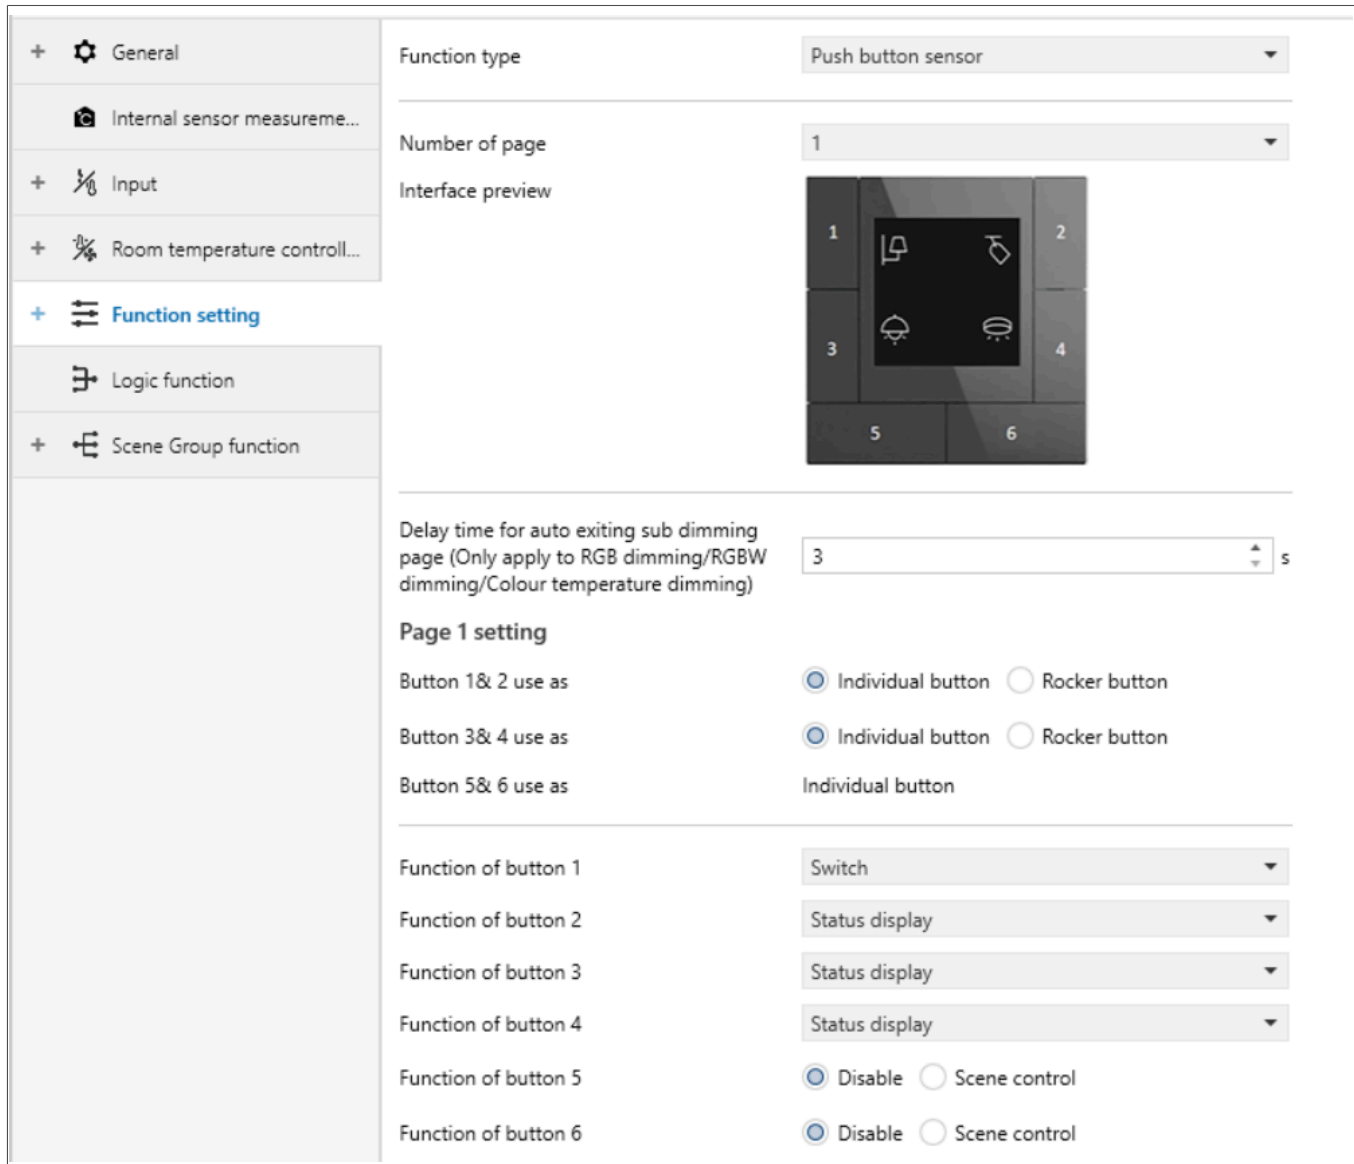 + General
Internal sensor measureme...
+ Input
+ Room temperature controll...
+ Function setting
Logic function
+ Scene Group function
Function type Push button sensor
Number of page 1
Interface preview
1 2
3 4
5 6
Delay time for auto exiting sub dimming
page (Only apply to RGB dimming/RGBW
dimming/Colour temperature dimming)
3 s
Page 1 setting
Button 1& 2 use as Individual button Rocker button
Button 3& 4 use as Individual button Rocker button
Button 5& 6 use as Individual button
Function of button 1 Switch
Function of button 2 Status display
Function of button 3 Status display
Function of button 4 Status display
Function of button 5 Disable Scene control
Function of button 6 Disable Scene control